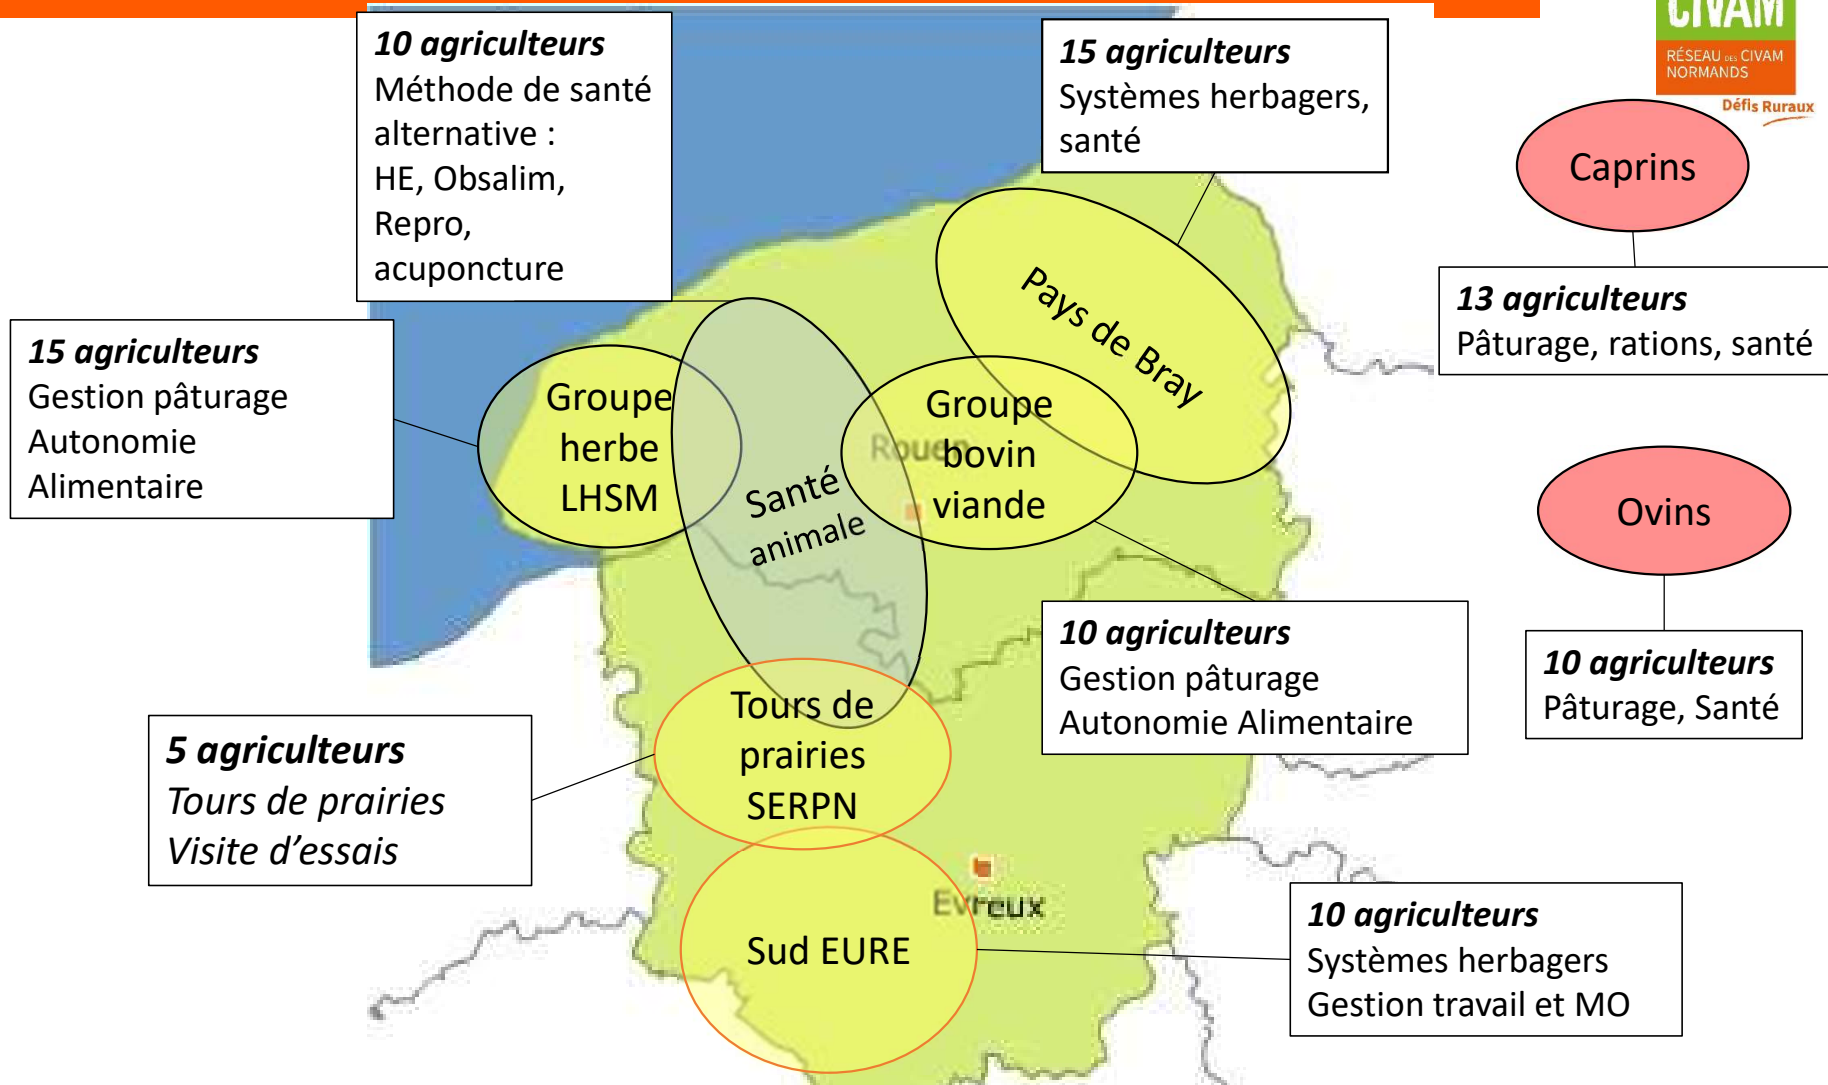 CIVAM
RÉSEAU DES CIVAM
NORMANDS
Défis Ruraux
10 agriculteurs
Méthode de santé
alternative :
HE, Obsalim,
Repro,
acuponcture
15 agriculteurs
Systèmes herbagers,
santé
Caprins
13 agriculteurs
Pâturage, rations, santé
15 agriculteurs
Gestion pâturage
Autonomie
Alimentaire
Groupe
herbe
LHSM
Santé
animale
Pays de Bray
Rouen
Groupe
bovin
viande
Ovins
10 agriculteurs
Pâturage, Santé
10 agriculteurs
Gestion pâturage
Autonomie Alimentaire
5 agriculteurs
Tours de prairies
Visite d'essais
Tours de
prairies
SERPN
Evreux
Sud EURE
10 agriculteurs
Systèmes herbagers
Gestion travail et MO